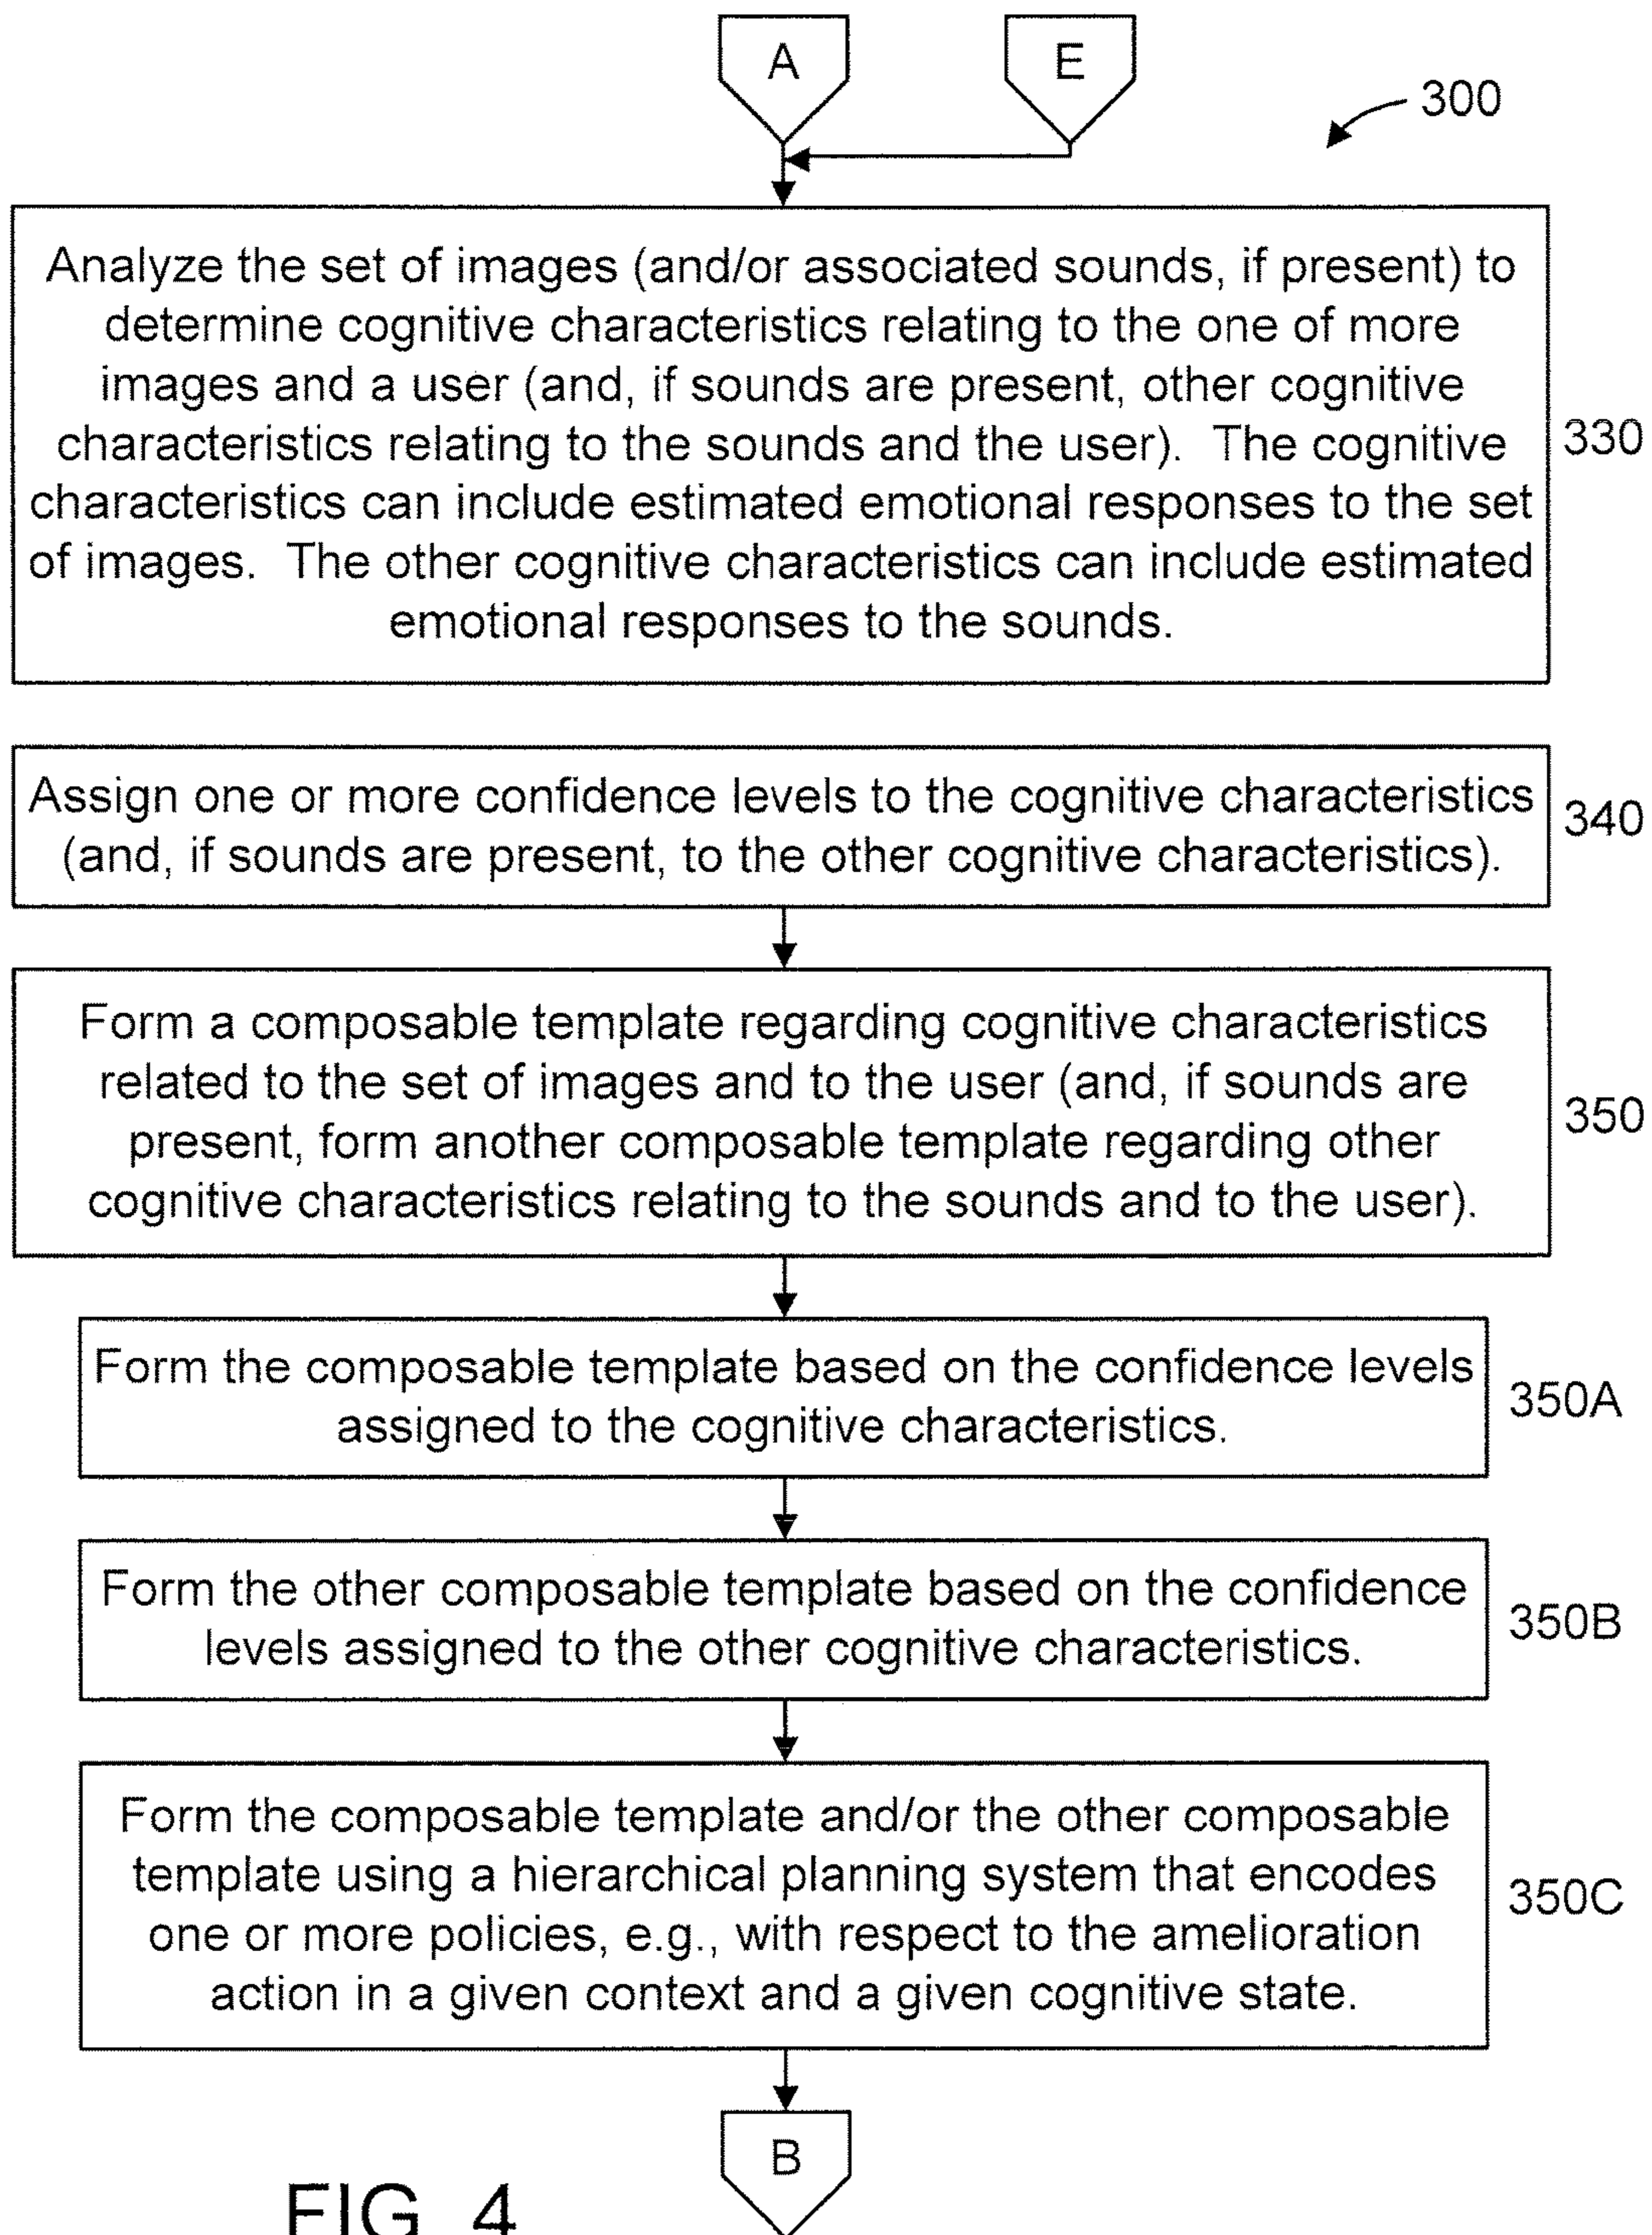 A
E
300
Analyze the set of images (and/or associated sounds, if present) to
determine cognitive characteristics relating to the one of more
images and a user (and, if sounds are present, other cognitive
characteristics relating to the sounds and the user). The cognitive
characteristics can include estimated emotional responses to the set
of images. The other cognitive characteristics can include estimated
emotional responses to the sounds.
330
Assign one or more confidence levels to the cognitive characteristics
(and, if sounds are present, to the other cognitive characteristics).
340
Form a composable template regarding cognitive characteristics
related to the set of images and to the user (and, if sounds are
present, form another composable template regarding other
cognitive characteristics relating to the sounds and to the user).
350
Form the composable template based on the confidence levels
assigned to the cognitive characteristics.
350A
Form the other composable template based on the confidence
levels assigned to the other cognitive characteristics.
350B
Form the composable template and/or the other composable
template using a hierarchical planning system that encodes
one or more policies, e.g., with respect to the amelioration
action in a given context and a given cognitive state.
350C
B
FIG. 4